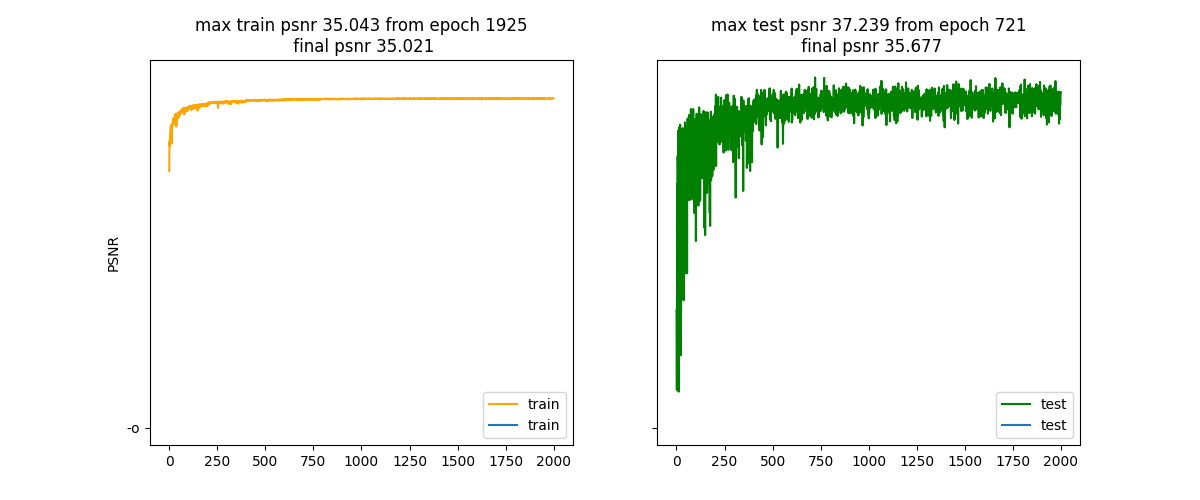 max train psnr 35.043 from epoch 1925
final psnr 35.021
max test psnr 37.239 from epoch 721
final psnr 35.677
PSNR
-o
train
train
test
test
0 250 500 750 1000 1250 1500 1750 2000
0 250 500 750 1000 1250 1500 1750 2000